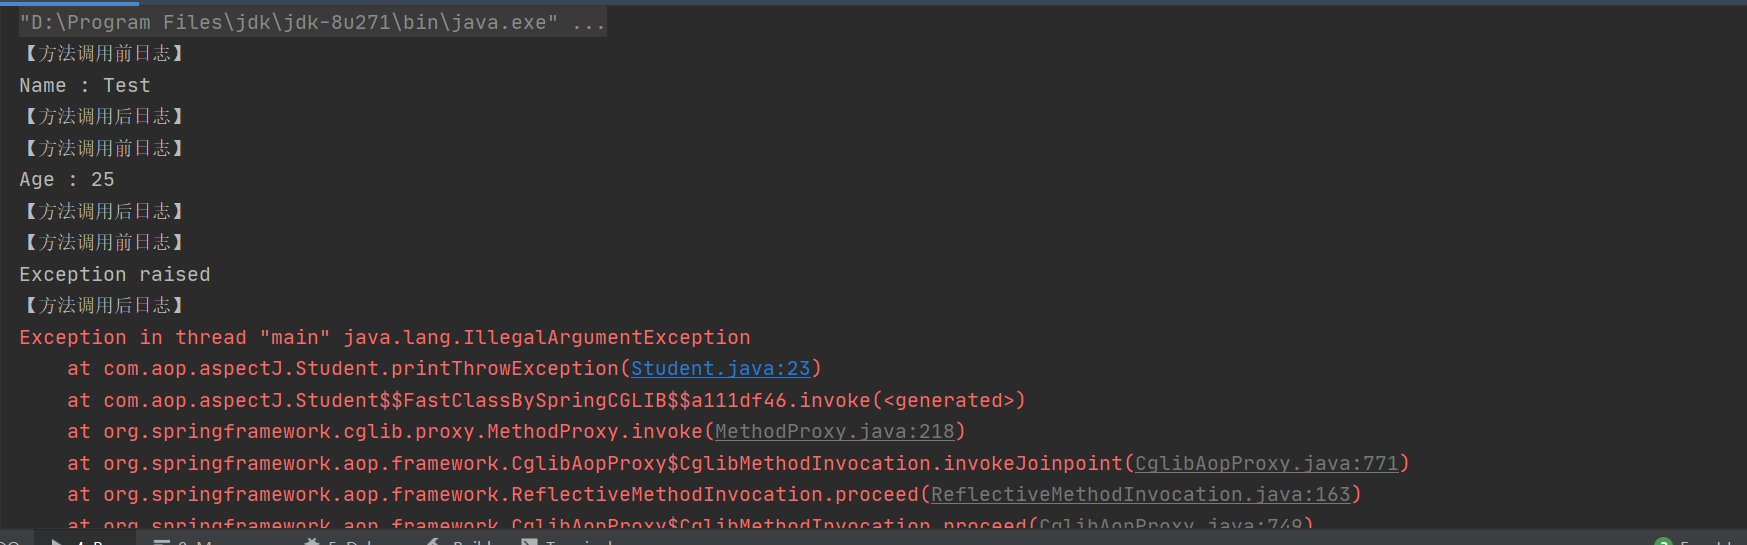 "D:\Program Files\jdk\jdk-8u271\bin\java.exe" ...
【方法调用前日志】
Name : Test
【方法调用后日志】
【方法调用前日志】
Age : 25
【方法调用后日志】
【方法调用前日志】
Exception raised
【方法调用后日志】
Exception in thread "main" java.lang.IllegalArgumentException
at com.aop.aspectJ.Student.printThrowException(Student.java:23)
at com.aop.aspectJ.Student$$FastClassBySpringCGLIB$$a111df46.invoke(<generated>)
at org.springframework.cglib.proxy.MethodProxy.invoke(MethodProxy.java:218)
at org.springframework.aop.framework.CglibAopProxy$CglibMethodInvocation.invokeJoinpoint(CglibAopProxy.java:771)
at org.springframework.aop.framework.ReflectiveMethodInvocation.proceed(ReflectiveMethodInvocation.java:163)
at org.springframework.aop.framework.CglibAopProxy$CglibMethodInvocation.proceed(CglibAopProxy.java:749)